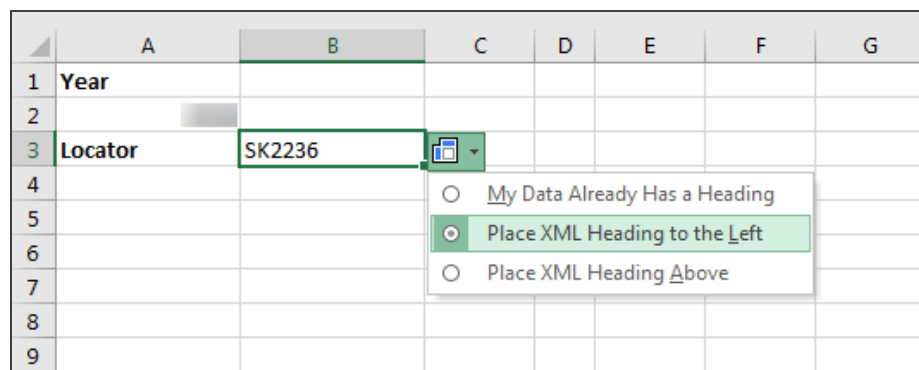 A B C D E F G
1 Year
2
3 Locator SK2236
4 My Data Already Has a Heading
5 Place XML Heading to the Left
6 Place XML Heading Above
7
8
9